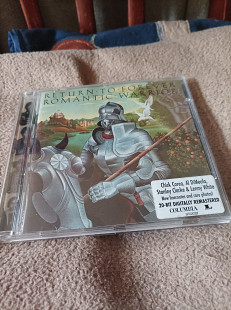 RETURN TO FOREVER
ROMANTIC WARRIOR
Chick Corea, Al DiMeola,
Stanley Clarke & Lenny White
New liner notes and rare photos!
20-BIT DIGITALLY REMASTERED
COLUMBIA